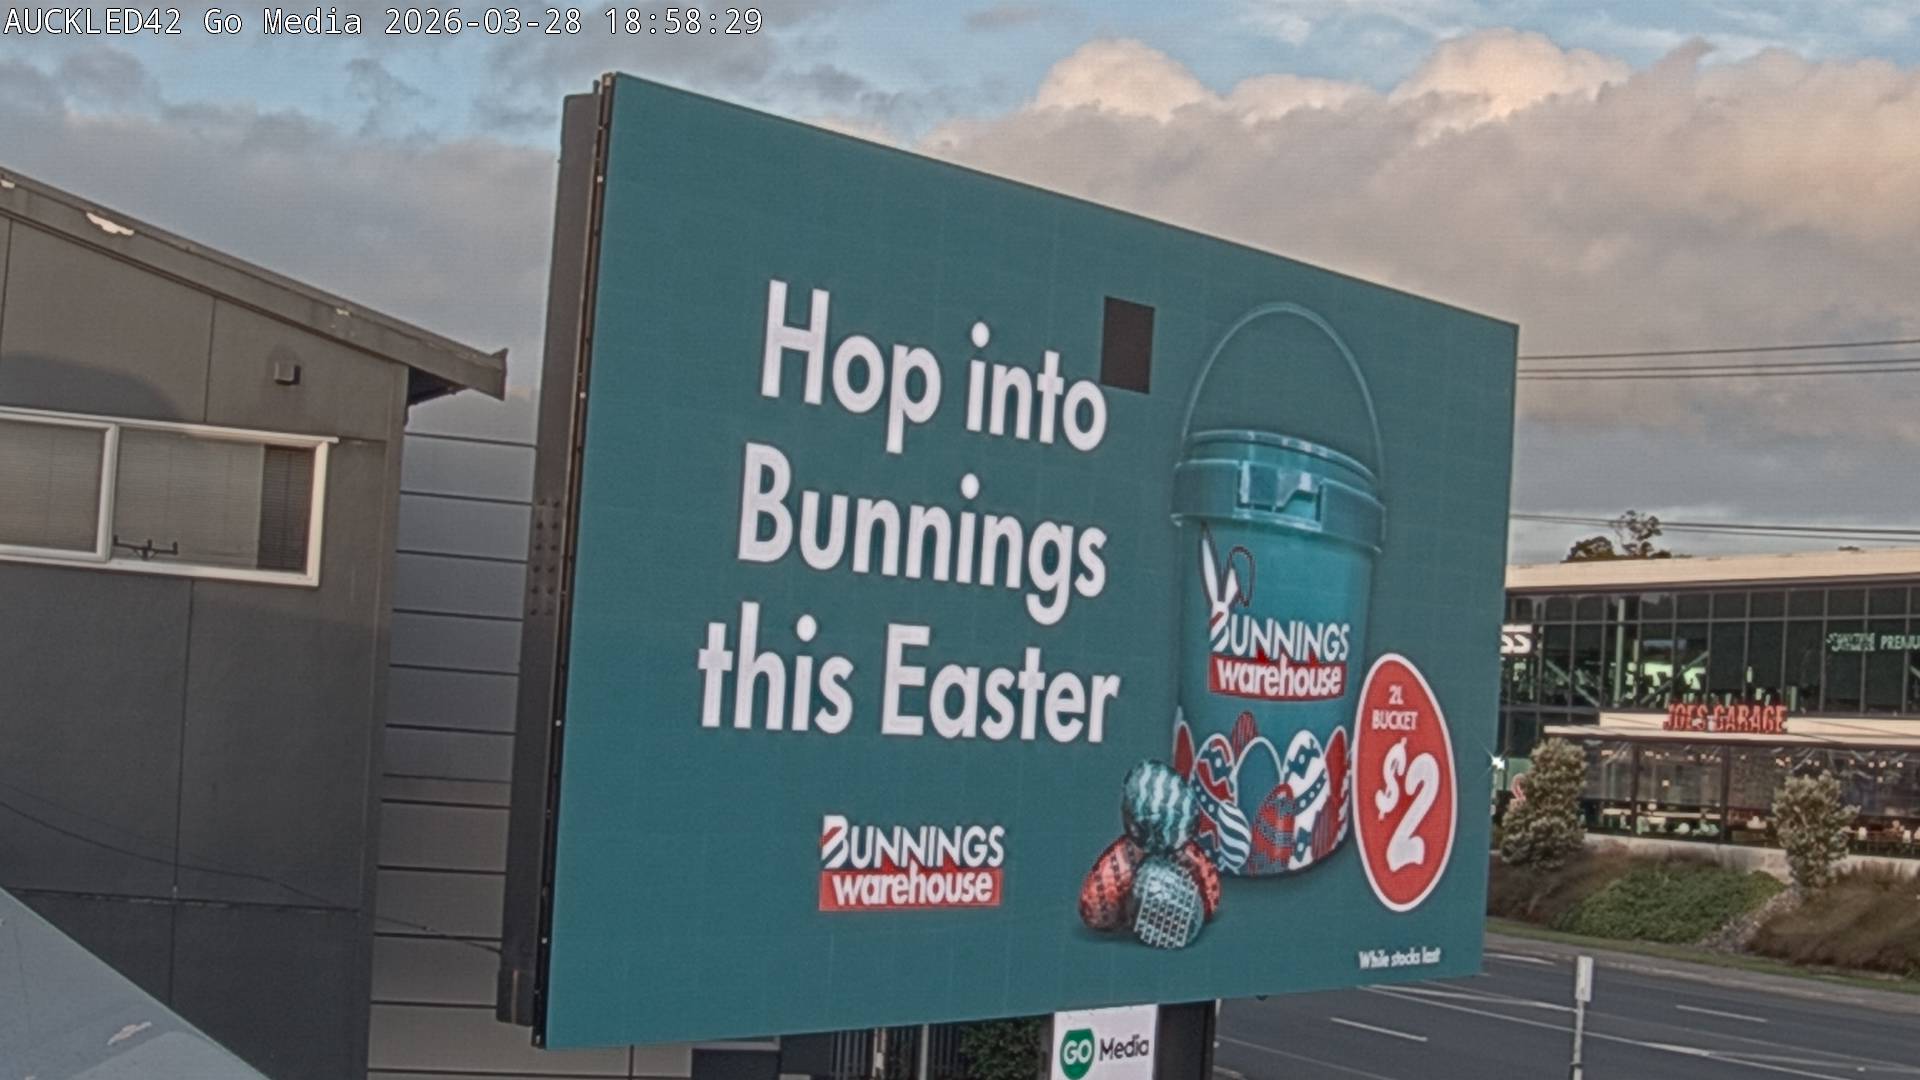 AUCKLED42 Go Media 2026-03-28 18:58:29
Hop into
Bunnings
this Easter
BUNNINGS
warehouse
BUNNINGS
warehouse
2L
BUCKET
$2
While stocks last
GO Media
SS
JOES GARAGE